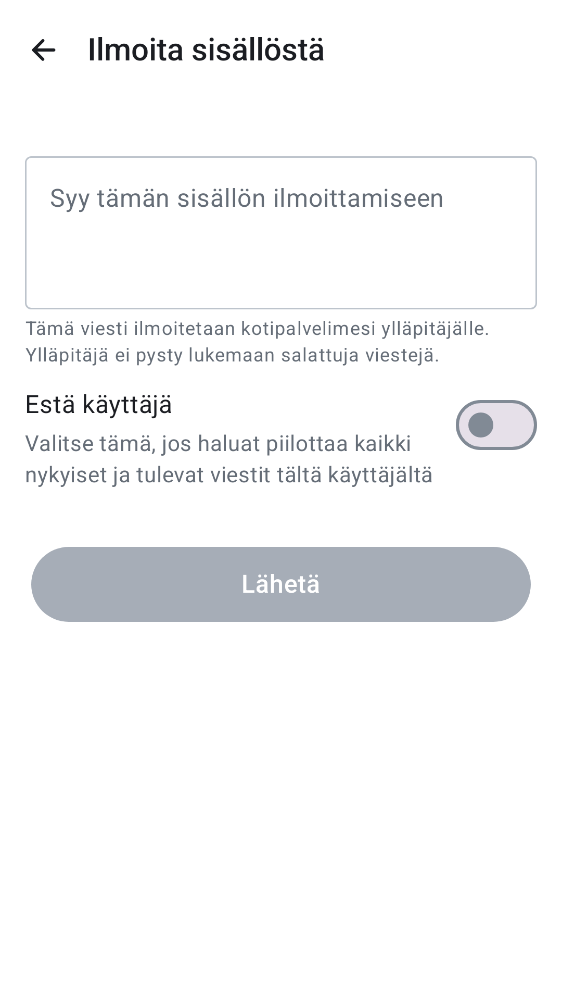 Ilmoita sisällöstä
Syy tämän sisällön ilmoittamiseen
Tämä viesti ilmoitetaan kotipalvelimesi ylläpitäjälle.
Ylläpitäjä ei pysty lukemaan salattuja viestejä.
Estä käyttäjä
Valitse tämä, jos haluat piilottaa kaikki
nykyiset ja tulevat viestit tältä käyttäjältä
Lähetä